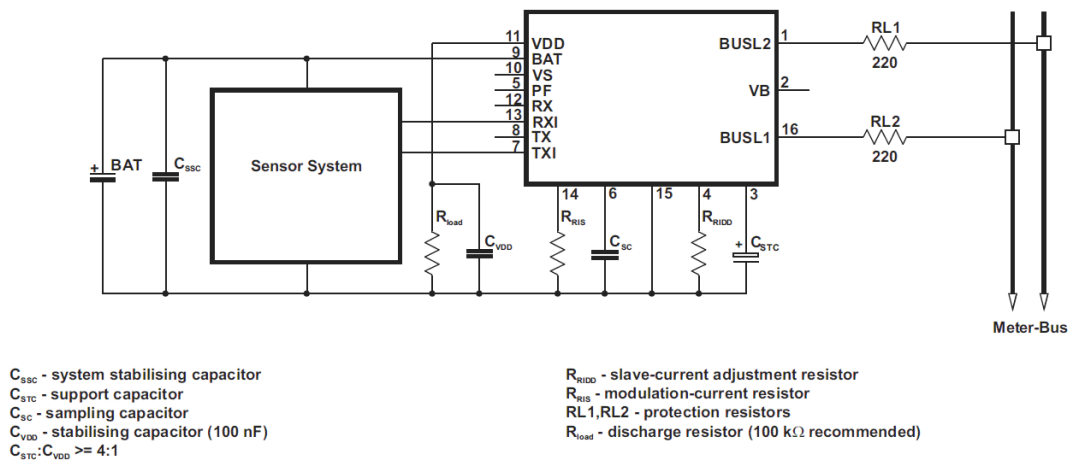 11 VDD
9 BAT
10 VS
5 PF
12 RX
13 RXI
8 TX
7 TXI
BUSL2 1
VB 2
BUSL1 16
RL1
220
RL2
220
+ BAT
CSSC
Sensor System
14
6
15
4
3
Rload
CVDD
RRIS
CSC
RRIDD
+ CSTC
Meter-Bus
CSSC - system stabilising capacitor
CSTC - support capacitor
CSC - sampling capacitor
CVDD - stabilising capacitor (100 nF)
CSTC:CVDD >= 4:1
RRIDD - slave-current adjustment resistor
RRIS - modulation-current resistor
RL1,RL2 - protection resistors
Rload - discharge resistor (100 kΩ recommended)